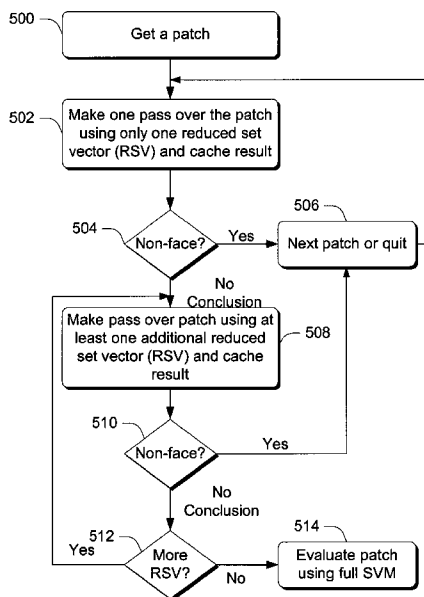 500
Get a patch
502
Make one pass over the patch
using only one reduced set
vector (RSV) and cache result
504
Non-face?
Yes
506
Next patch or quit
No
Conclusion
Make pass over patch using at
least one additional reduced
set vector (RSV) and cache
result
508
510
Non-face?
Yes
No
Conclusion
512
More
RSV?
Yes
No
514
Evaluate patch
using full SVM